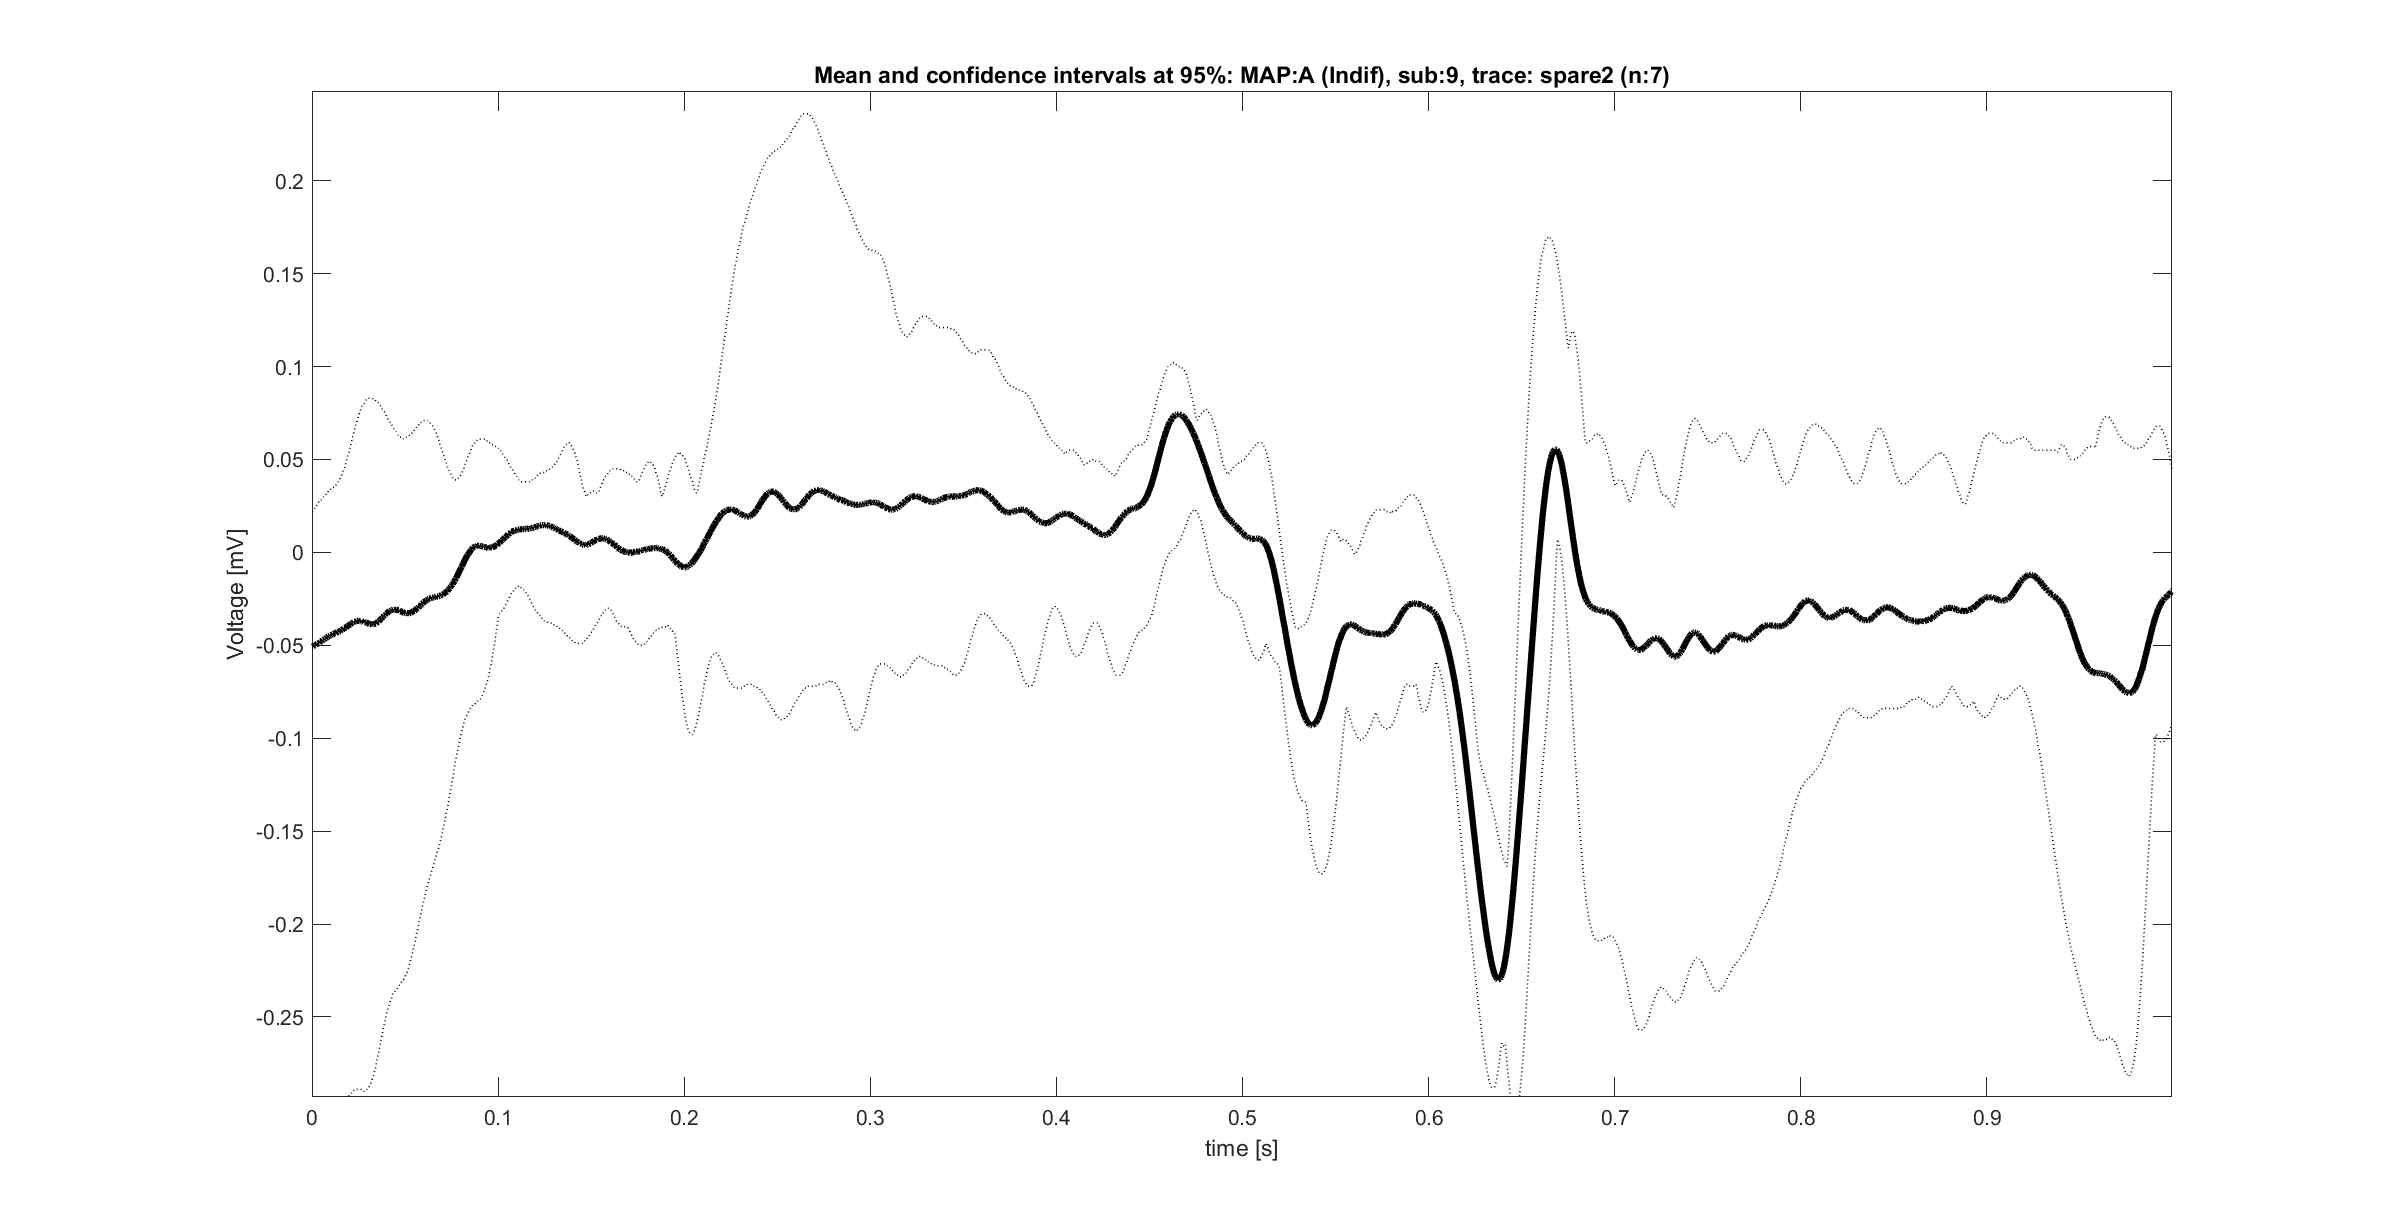 Mean and confidence intervals at 95%: MAP:A (Indif), sub:9, trace: spare2 (n:7)
0.2
0.15
0.1
0.05
0
-0.05
-0.1
-0.15
-0.2
-0.25
Voltage [mV]
0 0.1 0.2 0.3 0.4 0.5 0.6 0.7 0.8 0.9
time [s]